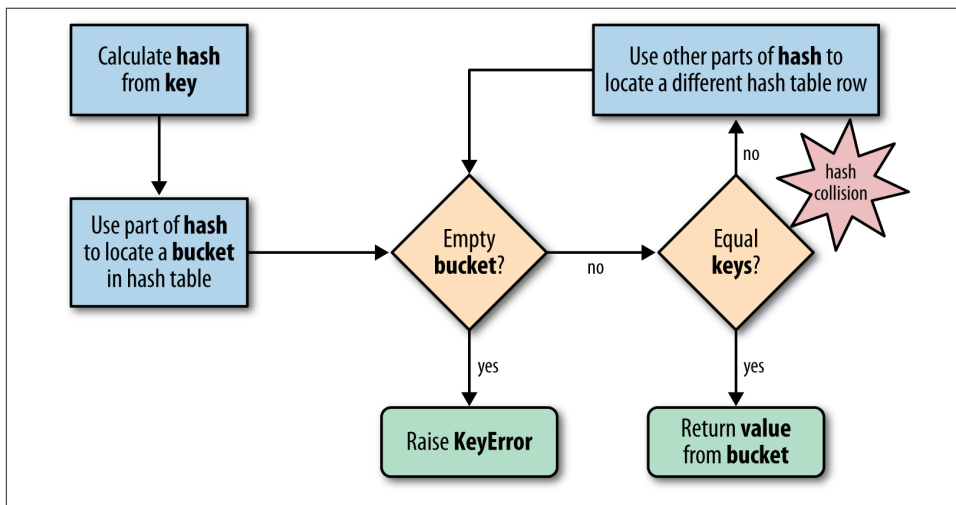 Calculate hash
from key
Use part of hash
to locate a bucket
in hash table
Empty
bucket?
yes
Raise KeyError
no
Equal
keys?
yes
Return value
from bucket
no
hash
collision
Use other parts of hash to
locate a different hash table row